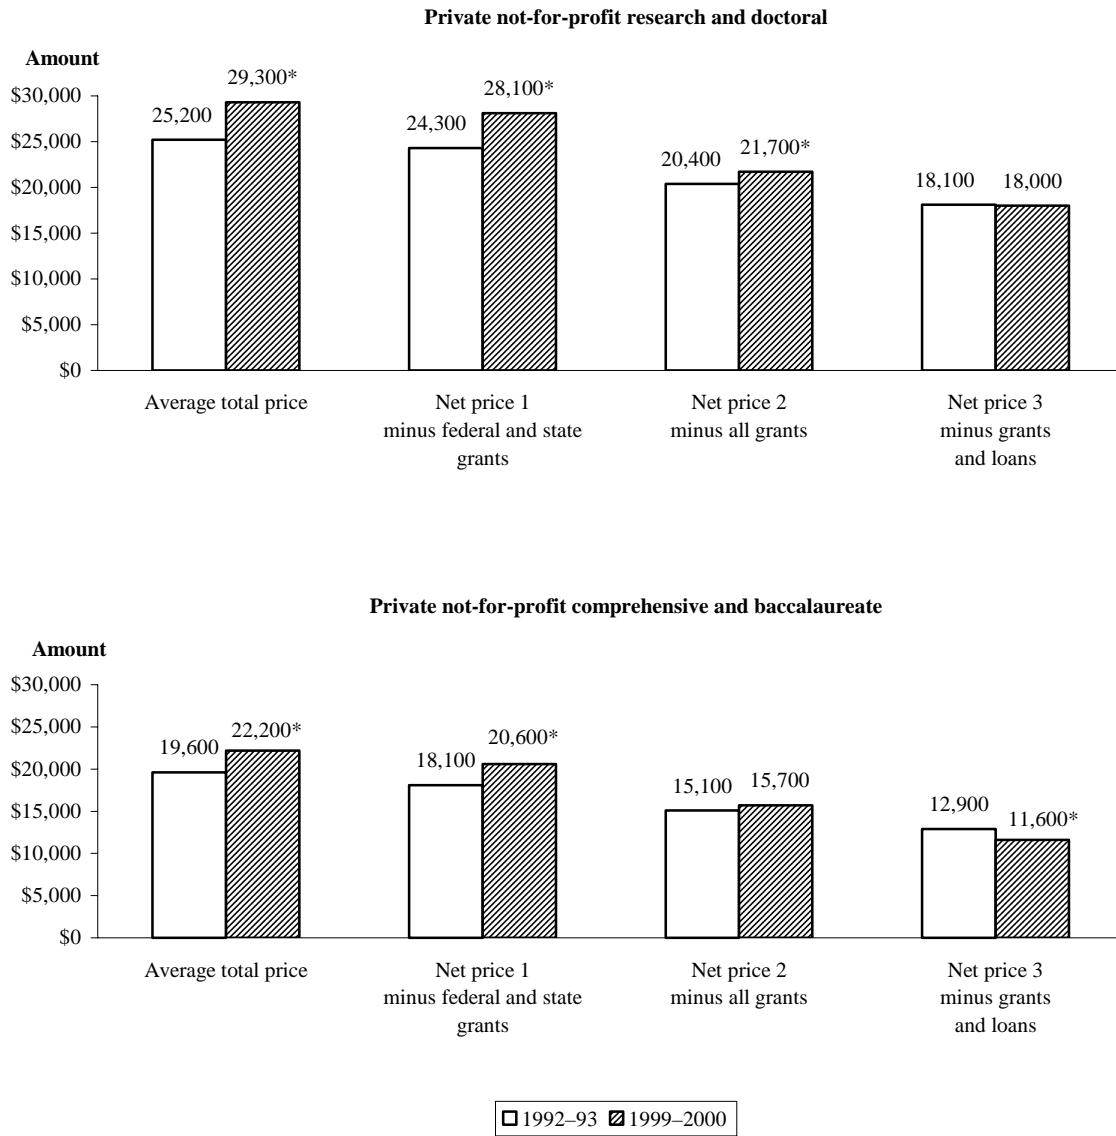 Private not-for-profit research and doctoral
Amount
$30,000
$25,000
$20,000
$15,000
$10,000
$5,000
$0
25,200
29,300*
24,300
28,100*
20,400
21,700*
18,100
18,000
Average total price
Net price 1
minus federal and state
grants
Net price 2
minus all grants
Net price 3
minus grants
and loans
Private not-for-profit comprehensive and baccalaureate
Amount
$30,000
$25,000
$20,000
$15,000
$10,000
$5,000
$0
19,600
22,200*
18,100
20,600*
15,100
15,700
12,900
11,600*
Average total price
Net price 1
minus federal and state
grants
Net price 2
minus all grants
Net price 3
minus grants
and loans
1992–93 1999–2000